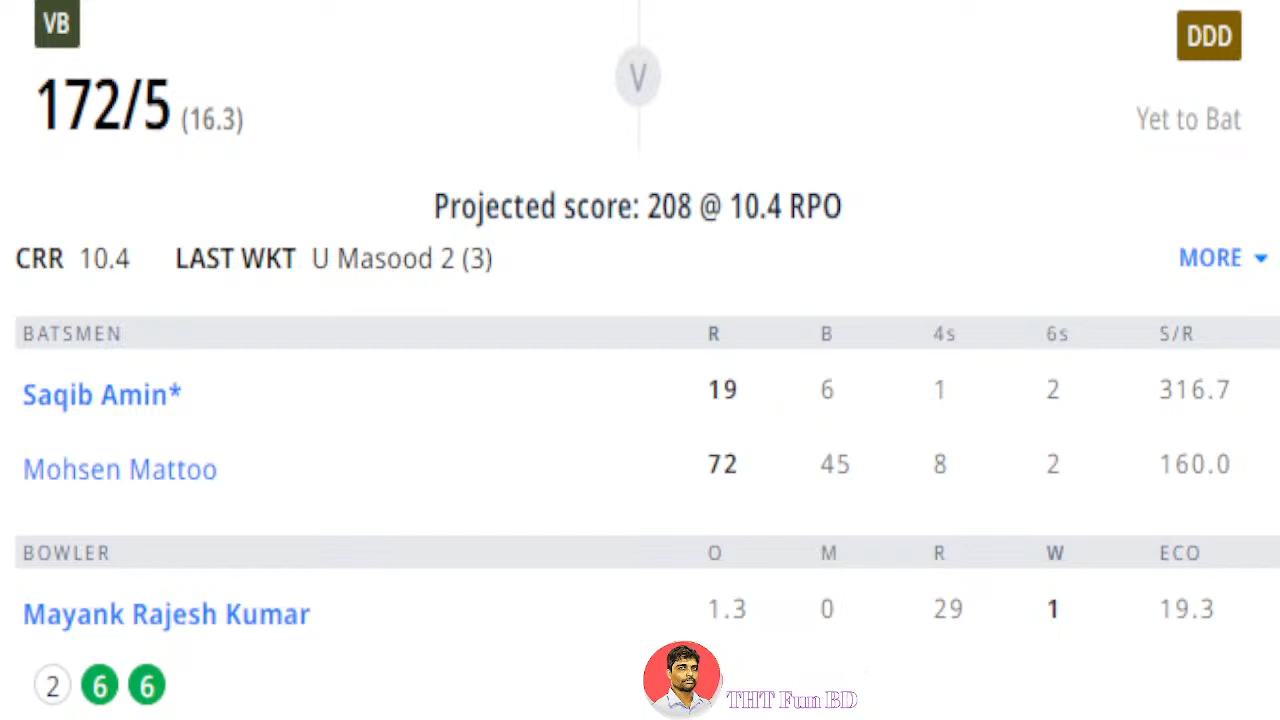 VB
DDD
V
172/5 (16.3)
Yet to Bat
Projected score: 208 @ 10.4 RPO
CRR 10.4 LAST WKT U Masood 2 (3) MORE
BATSMEN R B 4s 6s S/R
Saqib Amin* 19 6 1 2 316.7
Mohsen Mattoo 72 45 8 2 160.0
BOWLER O M R W ECO
Mayank Rajesh Kumar 1.3 0 29 1 19.3
2 6 6
THT Fun BD